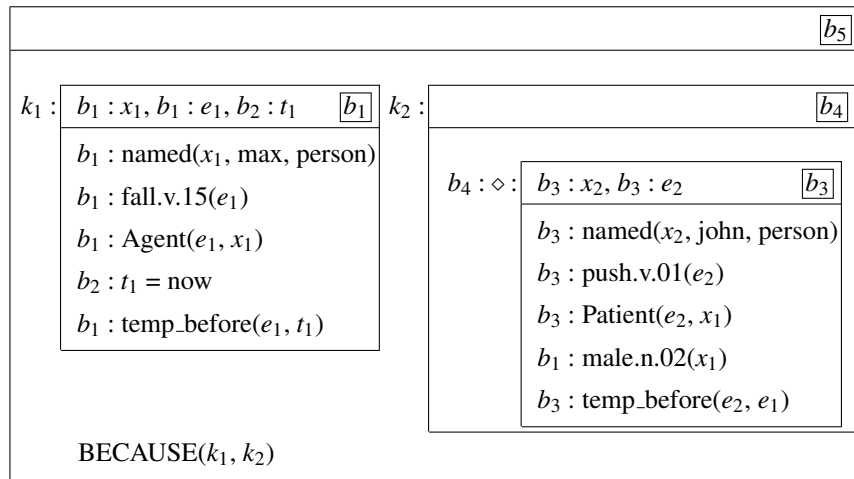 b₅
k₁ : b₁ : x₁, b₁ : e₁, b₂ : t₁ b₁
b₁ : named(x₁, max, person)
b₁ : fall.v.15(e₁)
b₁ : Agent(e₁, x₁)
b₂ : t₁ = now
b₁ : temp_before(e₁, t₁)
k₂ : b₄
b₄ : ⋄ : b₃ : x₂, b₃ : e₂ b₃
b₃ : named(x₂, john, person)
b₃ : push.v.01(e₂)
b₃ : Patient(e₂, x₁)
b₁ : male.n.02(x₁)
b₃ : temp_before(e₂, e₁)
BECAUSE(k₁, k₂)